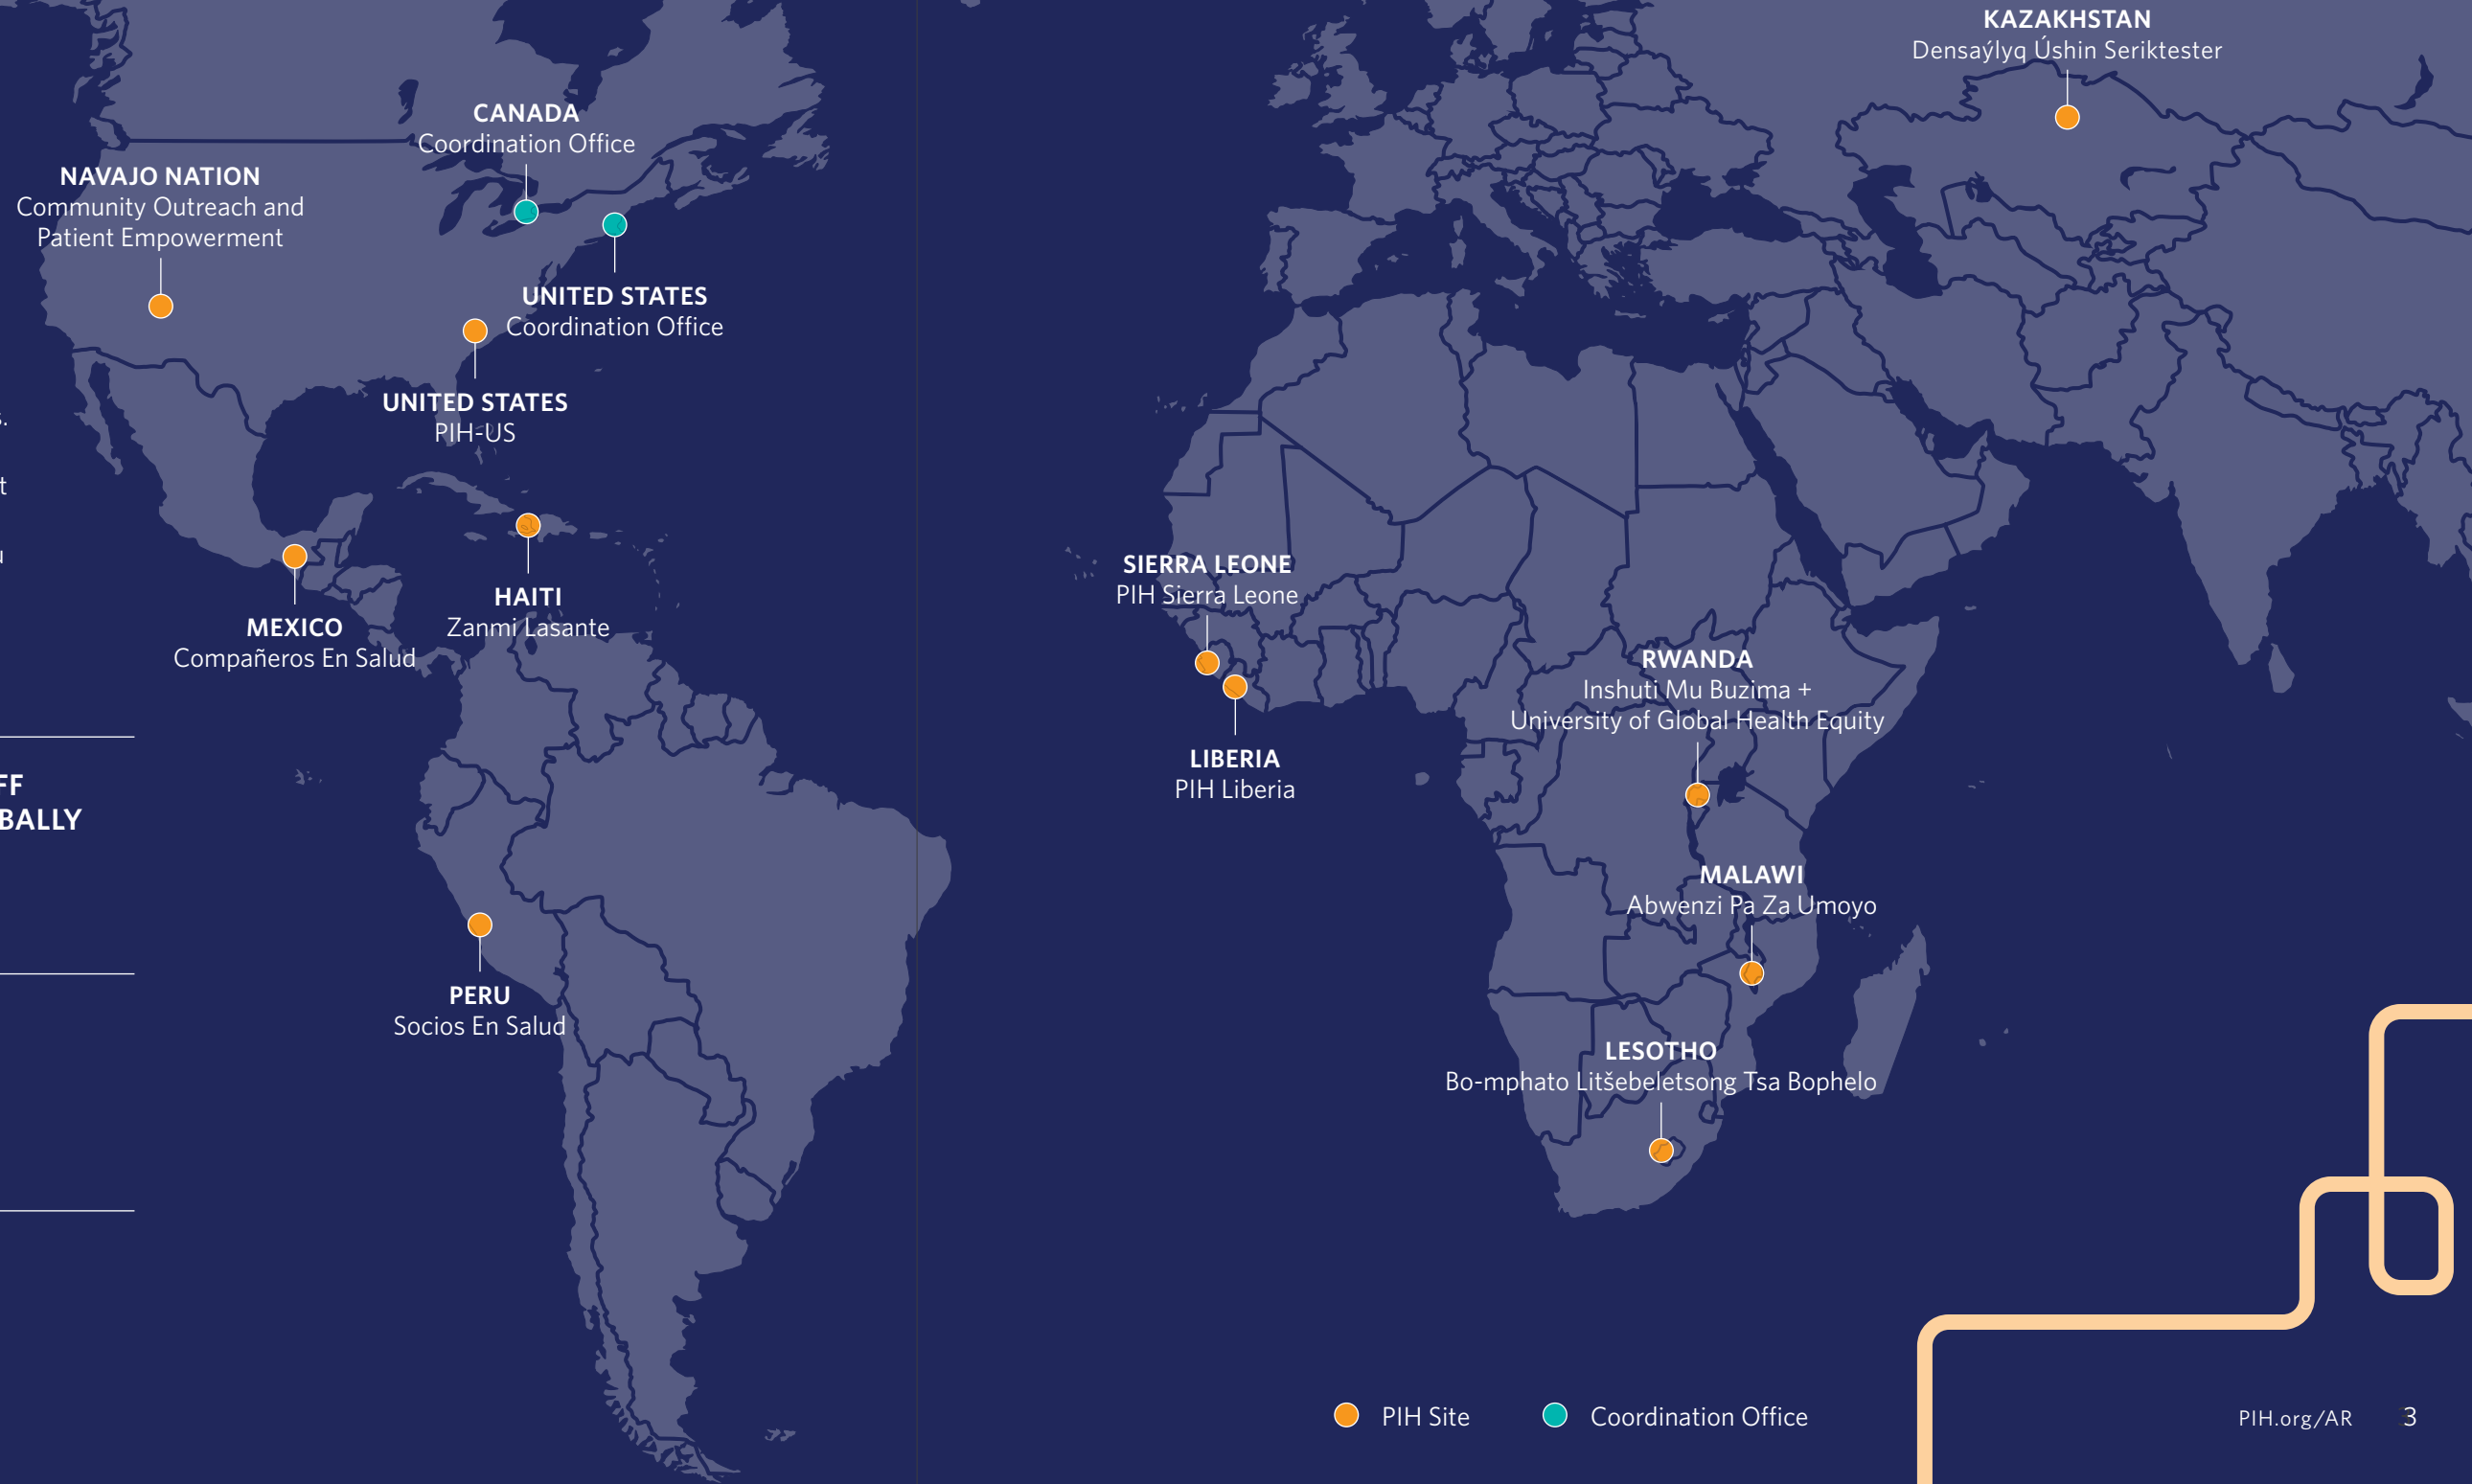 KAZAKHSTAN
Densaýlyq Úshin Seriktester
CANADA
Coordination Office
NAVAJO NATION
Community Outreach and
Patient Empowerment
UNITED STATES
Coordination Office
UNITED STATES
PIH-US
s.
t
HAITI
Zanmi Lasante
MEXICO
Compañeros En Salud
SIERRA LEONE
PIH Sierra Leone
RWANDA
Inshuti Mu Buzima +
University of Global Health Equity
LIBERIA
PIH Liberia
FF
BALLY
MALAWI
Abwenzi Pa Za Umoyo
PERU
Socios En Salud
LESOTHO
Bo-mphato Litšebeletsong Tsa Bophelo
PIH Site
Coordination Office
PIH.org/AR 3